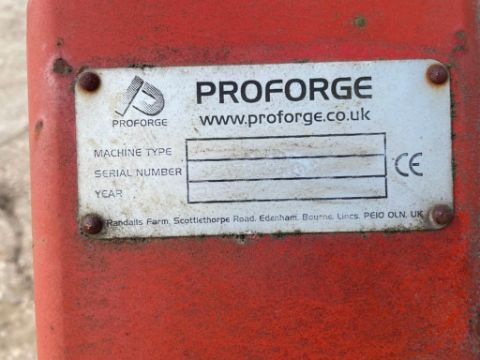 PROFORGE
PROFORGE
www.proforge.co.uk
MACHINE TYPE
SERIAL NUMBER
YEAR
CE
Randalls Farm, Scottlethorpe Road, Edenham, Bourne, Lincs, PE10 OLN, UK